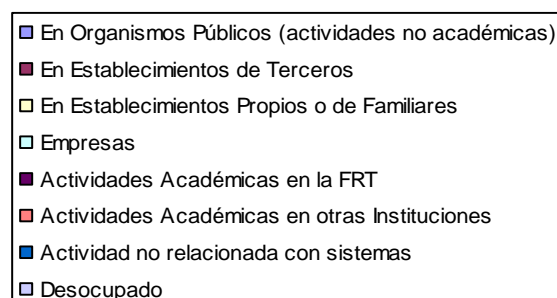 En Organismos Públicos (actividades no académicas)
En Establecimientos de Terceros
En Establecimientos Propios o de Familiares
Empresas
Actividades Académicas en la FRT
Actividades Académicas en otras Instituciones
Actividad no relacionada con sistemas
Desocupado